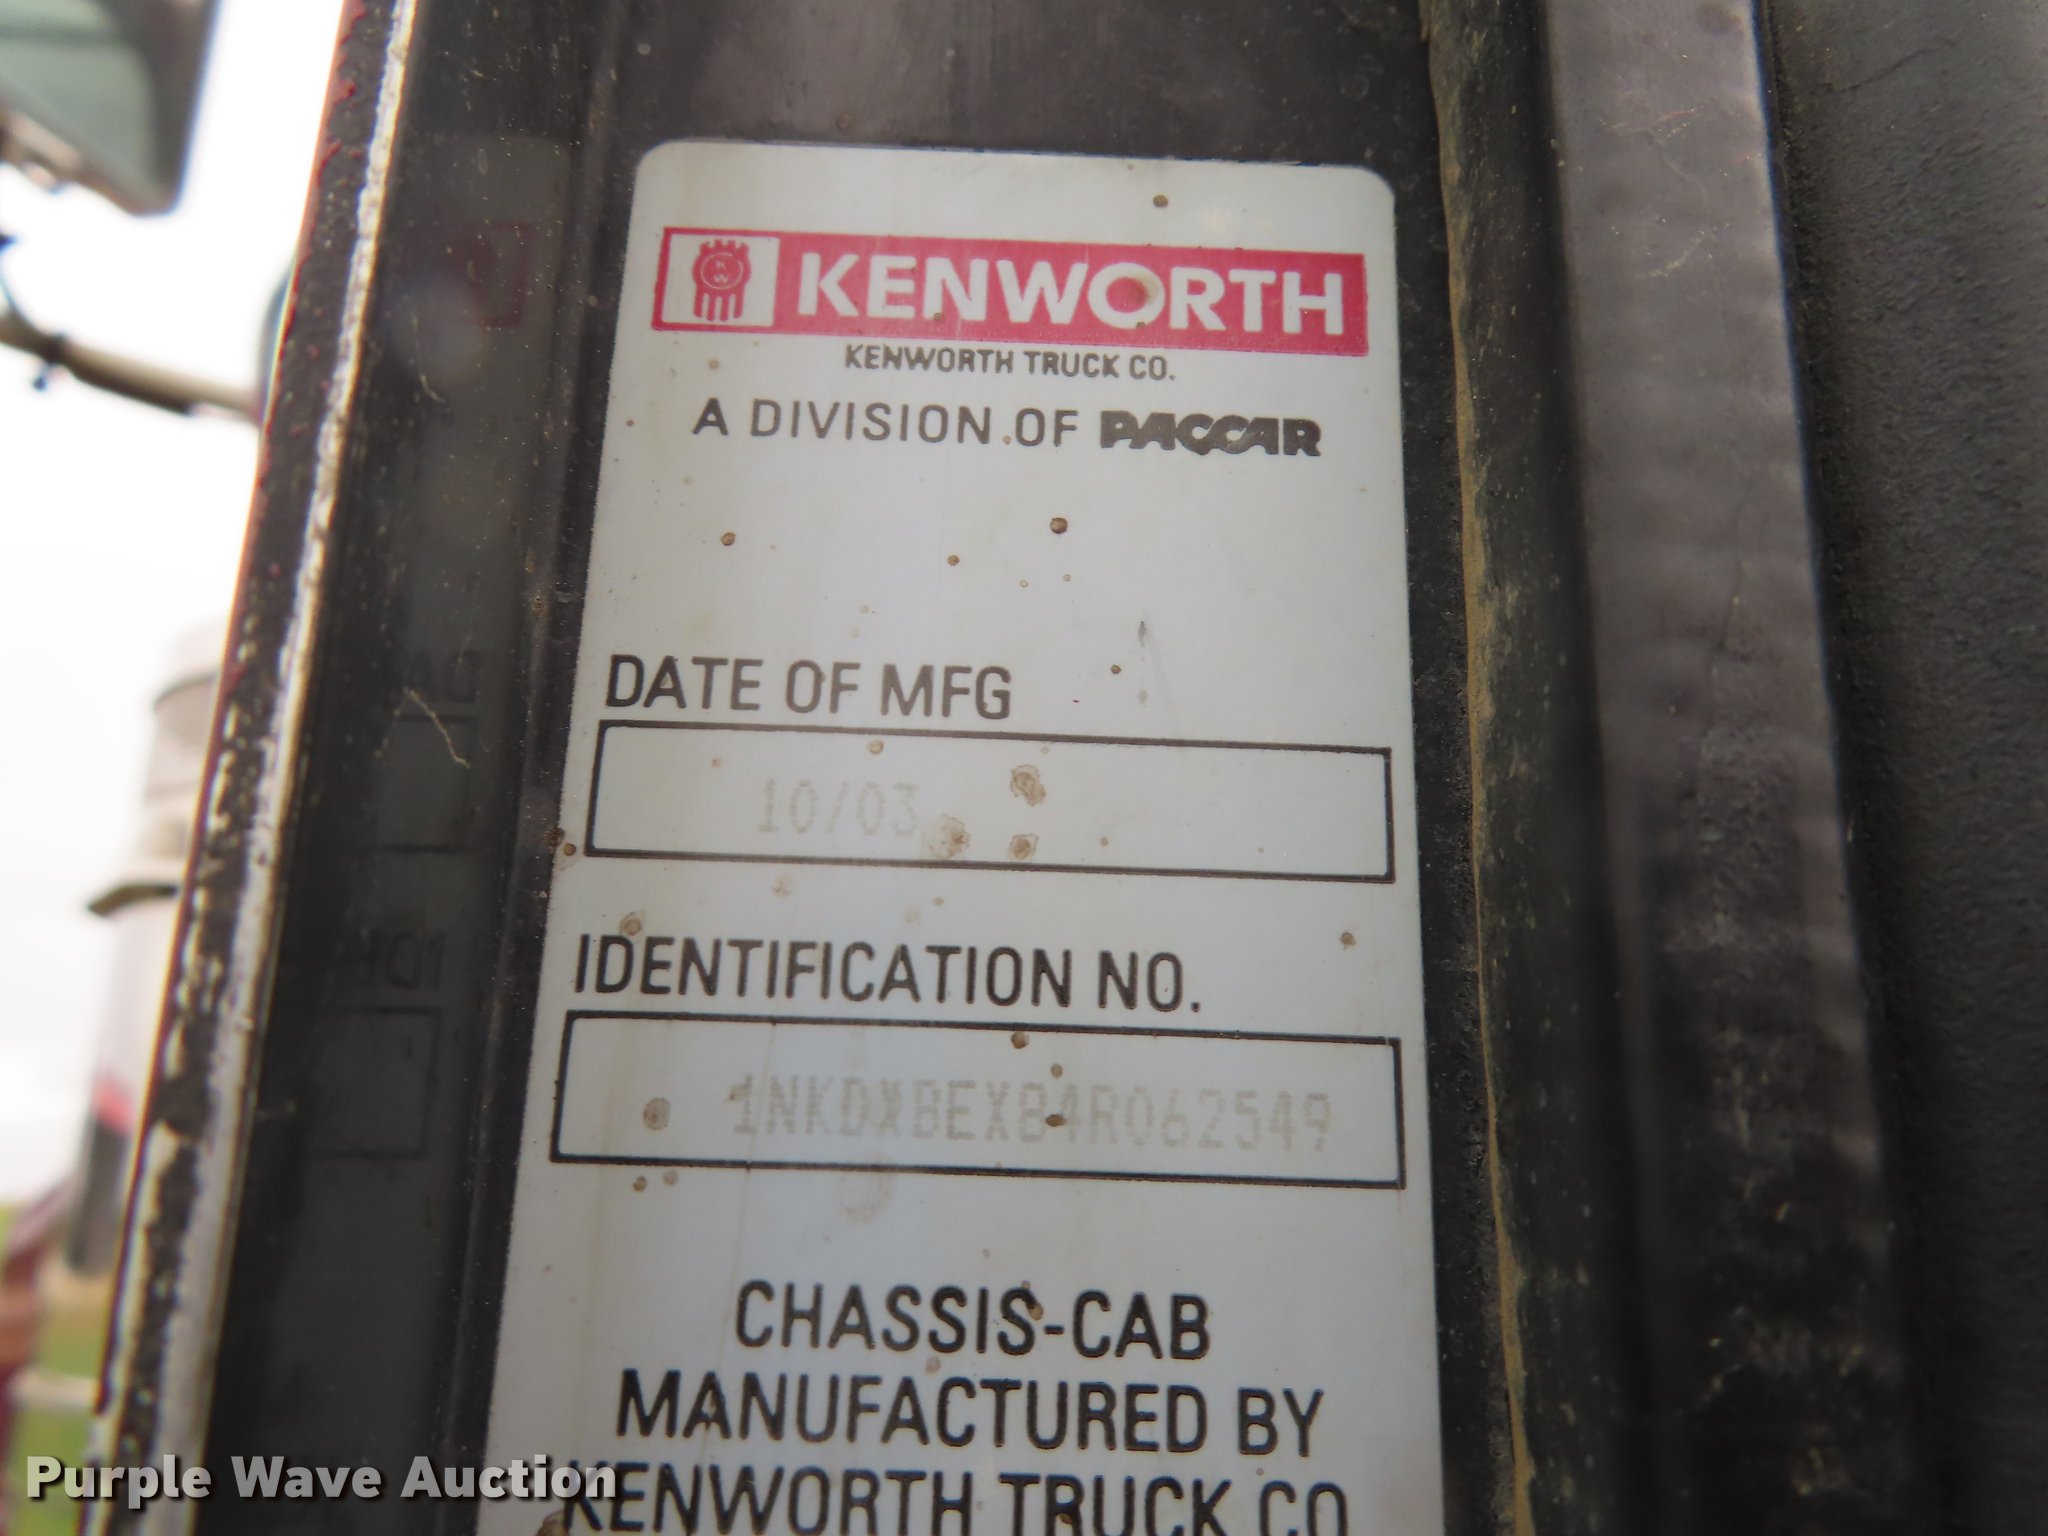 KW KENWORTH
KENWORTH TRUCK CO.
A DIVISION OF PACCAR
DATE OF MFG
10/03
IDENTIFICATION NO.
1NKDXBEX84R062549
CHASSIS-CAB
MANUFACTURED BY
KENWORTH TRUCK CO
Purple Wave Auction